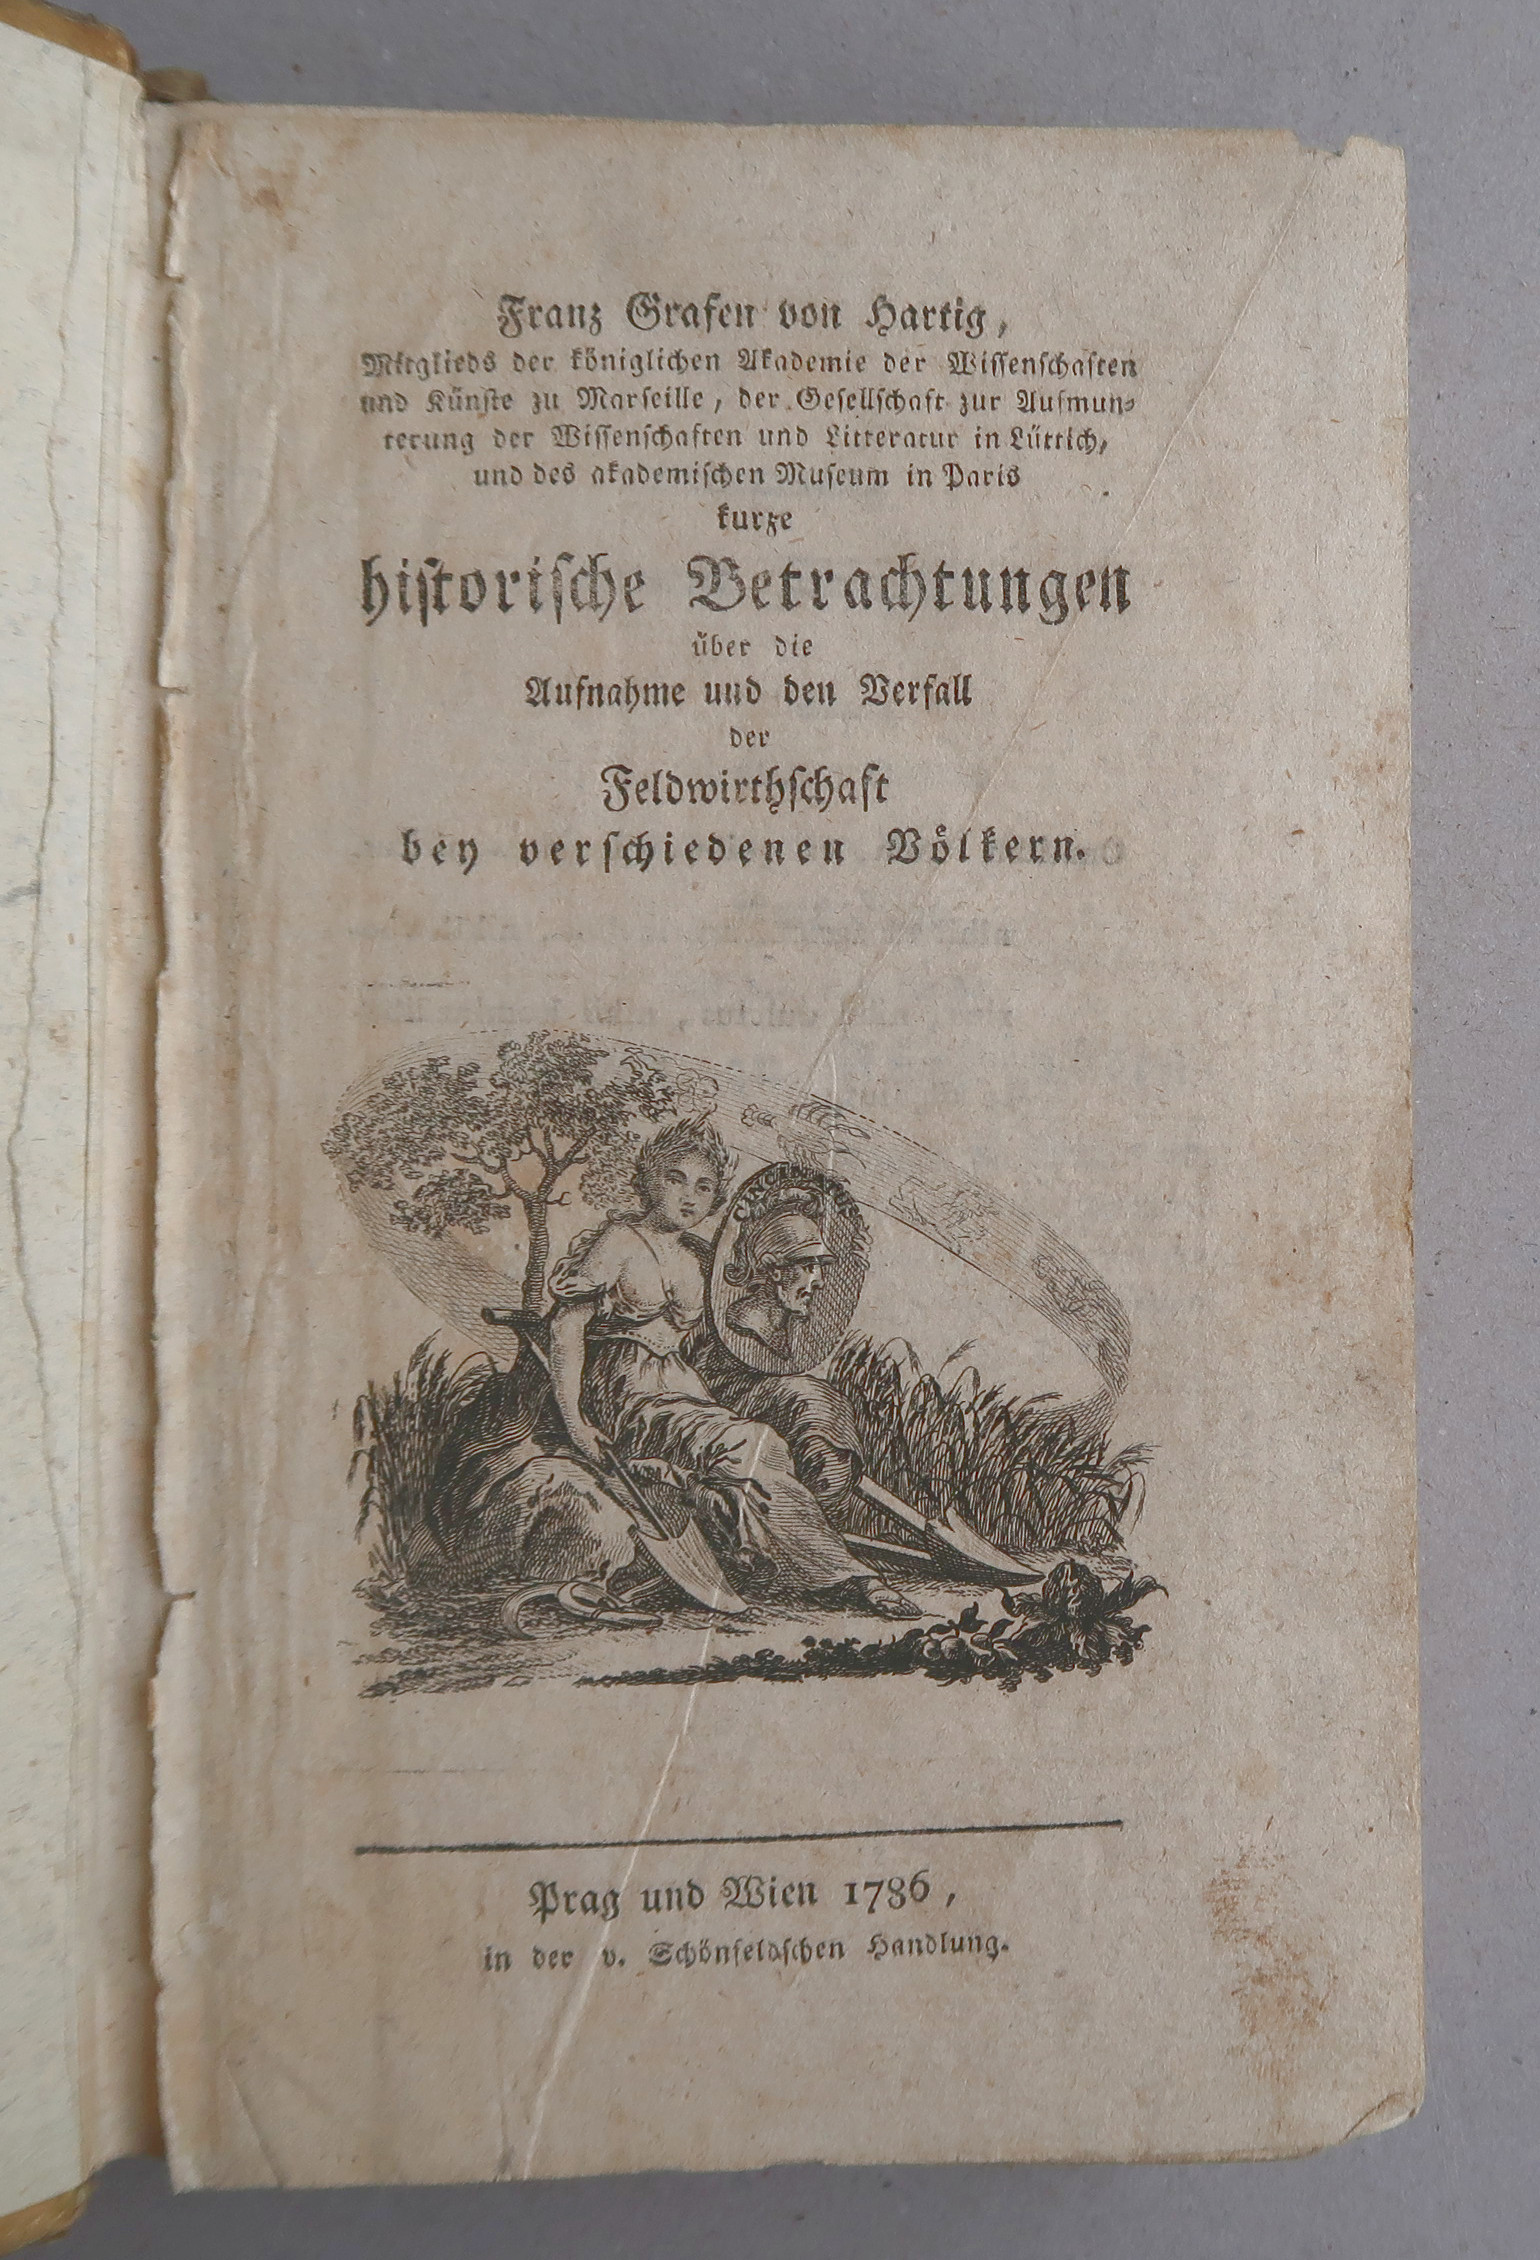 Franz Grafen von Hartig,
Mitglieds der königlichen Akademie der Wissenschaften
und Künste zu Marseille, der Gesellschaft zur Aufmun-
terung der Wissenschaften und Litteratur in Lüttich,
und des akademischen Museum in Paris
kurze
historische Betrachtungen
über die
Aufnahme und den Verfall
der
Feldwirthschaft
bey verschiedenen Völkern.
Prag und Wien 1786,
in der v. Schönfeldschen Handlung.